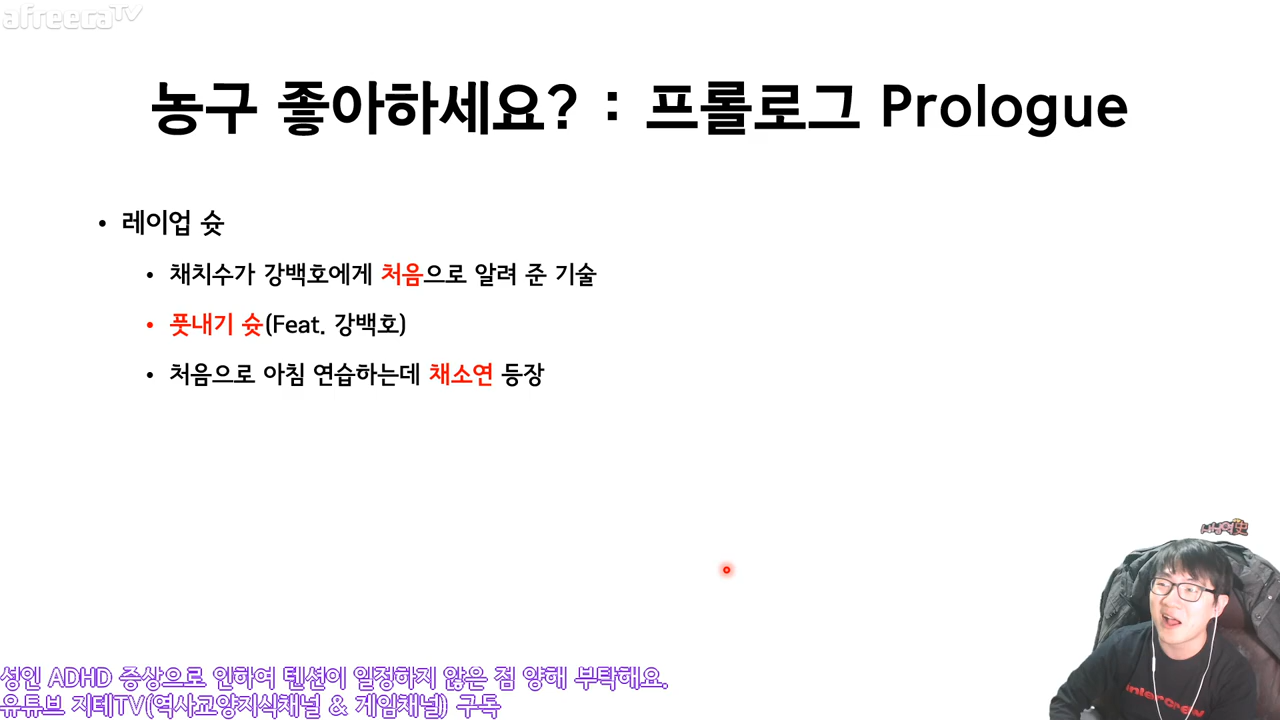 afreecaTV
농구 좋아하세요? : 프롤로그 Prologue
• 레이업 슛
• 채치수가 강백호에게 처음으로 알려 준 기술
• 풋내기 슛(Feat. 강백호)
• 처음으로 아침 연습하는데 채소연 등장
성인 ADHD 증상으로 인하여 텐션이 일정하지 않은 점 양해 부탁해요.
유튜브 지테TV(역사교양지식채널 & 게임채널) 구독